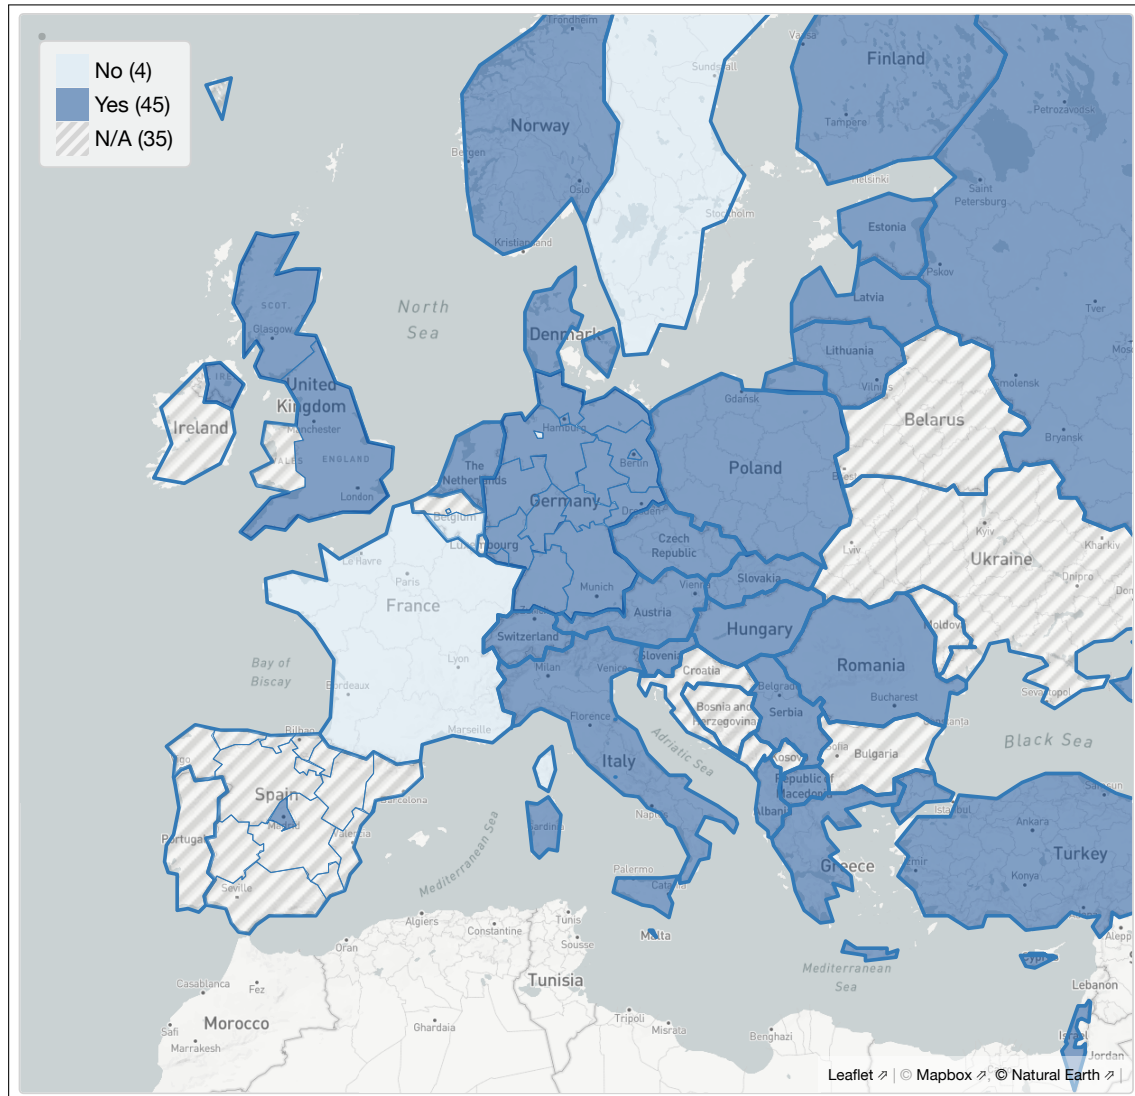 No (4)
Yes (45)
N/A (35)
Trondheim
Finland
Sundsvall
Petrozavodsk
Norway
Tampere
Bergen
Oslo
Helsinki
Saint
Petersburg
Stockholm
Kristiansand
Estonia
Pskov
North
Sea
SCOT.
Latvia
Tver
Glasgow
Denmark
Lithuania
Vilnius
Smolensk
United
Kingdom
Gdańsk
Ireland
Manchester
Hamburg
Belarus
Bryansk
ENGLAND
The
Netherlands
Berlin
Poland
London
Germany
Dresden
Belgium
Kyiv
Kharkiv
Luxembourg
Czech
Republic
Lviv
Ukraine
Le Havre
Paris
Dnipro
Munich
Vienna
Slovakia
France
Austria
Moldova
Switzerland
Hungary
Bay of
Biscay
Lyon
Milan
Venice
Slovenia
Croatia
Romania
Bordeaux
Belgrade
Bucharest
Sevastopol
Bosnia and
Herzegovina
Serbia
Florence
Marseille
Constanța
Bilbao
Adriatic Sea
Black Sea
Kosovo
Sofia
Bulgaria
Italy
Republic of
Macedonia
Spain
Barcelona
Samsun
Madrid
Sardinia
Naples
Albania
Istanbul
Ankara
Portugal
Valencia
Mediterranean Sea
Palermo
Greece
Izmir
Turkey
Konya
Seville
Catania
Adana
Algiers
Constantine
Tunis
Malta
Oran
Sousse
Mediterranean
Sea
Cyprus
Aleppo
Casablanca
Fez
Tunisia
Lebanon
Morocco
Safi
Marrakesh
Ghardaia
Tripoli
Misrata
Benghazi
Israel
Jordan
Leaflet | © Mapbox , © Natural Earth |